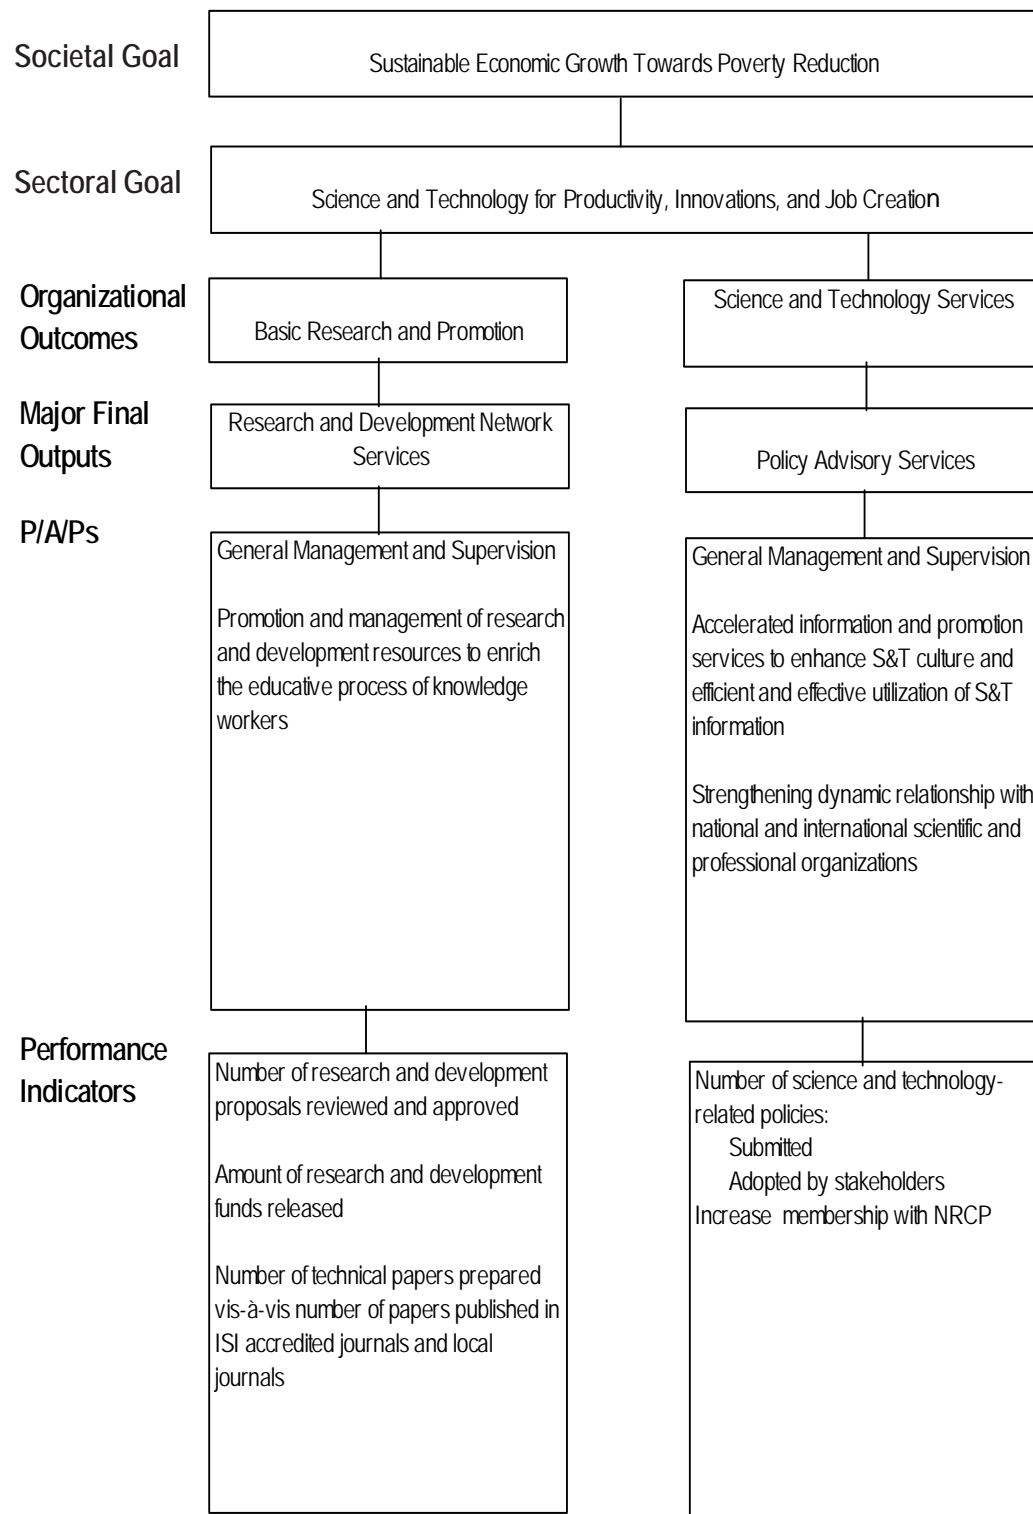 Societal Goal
Sustainable Economic Growth Towards Poverty Reduction
Sectoral Goal
Science and Technology for Productivity, Innovations, and Job Creation
Organizational
Outcomes
Basic Research and Promotion
Science and Technology Services
Major Final
Outputs
Research and Development Network
Services
Policy Advisory Services
P/A/Ps
General Management and Supervision
Promotion and management of research
and development resources to enrich
the educative process of knowledge
workers
General Management and Supervision
Accelerated information and promotion
services to enhance S&T culture and
efficient and effective utilization of S&T
information
Strengthening dynamic relationship with
national and international scientific and
professional organizations
Performance
Indicators
Number of research and development
proposals reviewed and approved
Amount of research and development
funds released
Number of technical papers prepared
vis-à-vis number of papers published in
ISI accredited journals and local
journals
Number of science and technology-
related policies:
Submitted
Adopted by stakeholders
Increase membership with NRCP